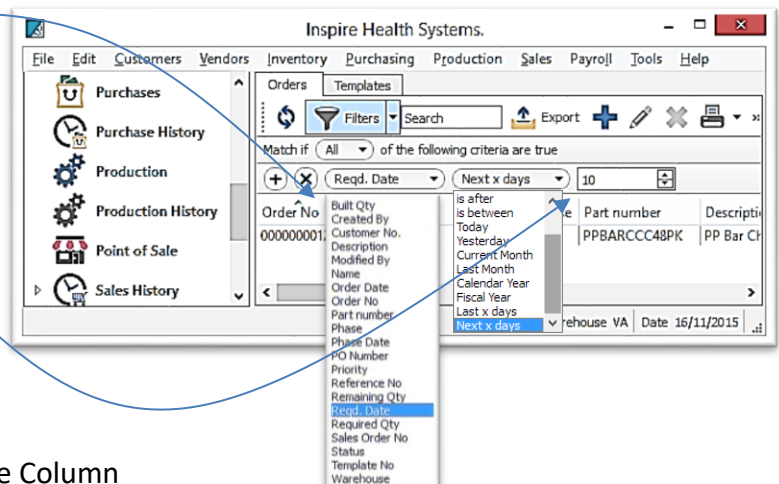 Inspire Health Systems.
File Edit Customers Vendors Inventory Purchasing Production Sales Payroll Tools Help
Purchases
Purchase History
Production
Production History
Point of Sale
Sales History
Orders Templates
Filters Search Export
Match if All of the following criteria are true
Reqd. Date Next x days 10
Order No Part number Descripti
PPBARCCC48PK PP Bar Ch
Built Qty
Created By
Customer No.
Description
Modified By
Name
Order Date
Order No
Part number
Phase
Phase Date
PO Number
Priority
Reference No
Remaining Qty
Reqd. Date
Required Qty
Sales Order No
Status
Template No
Warehouse
is after
is between
Today
Yesterday
Current Month
Last Month
Calendar Year
Fiscal Year
Last x days
Next x days
rehouse VA Date 16/11/2015
e Column